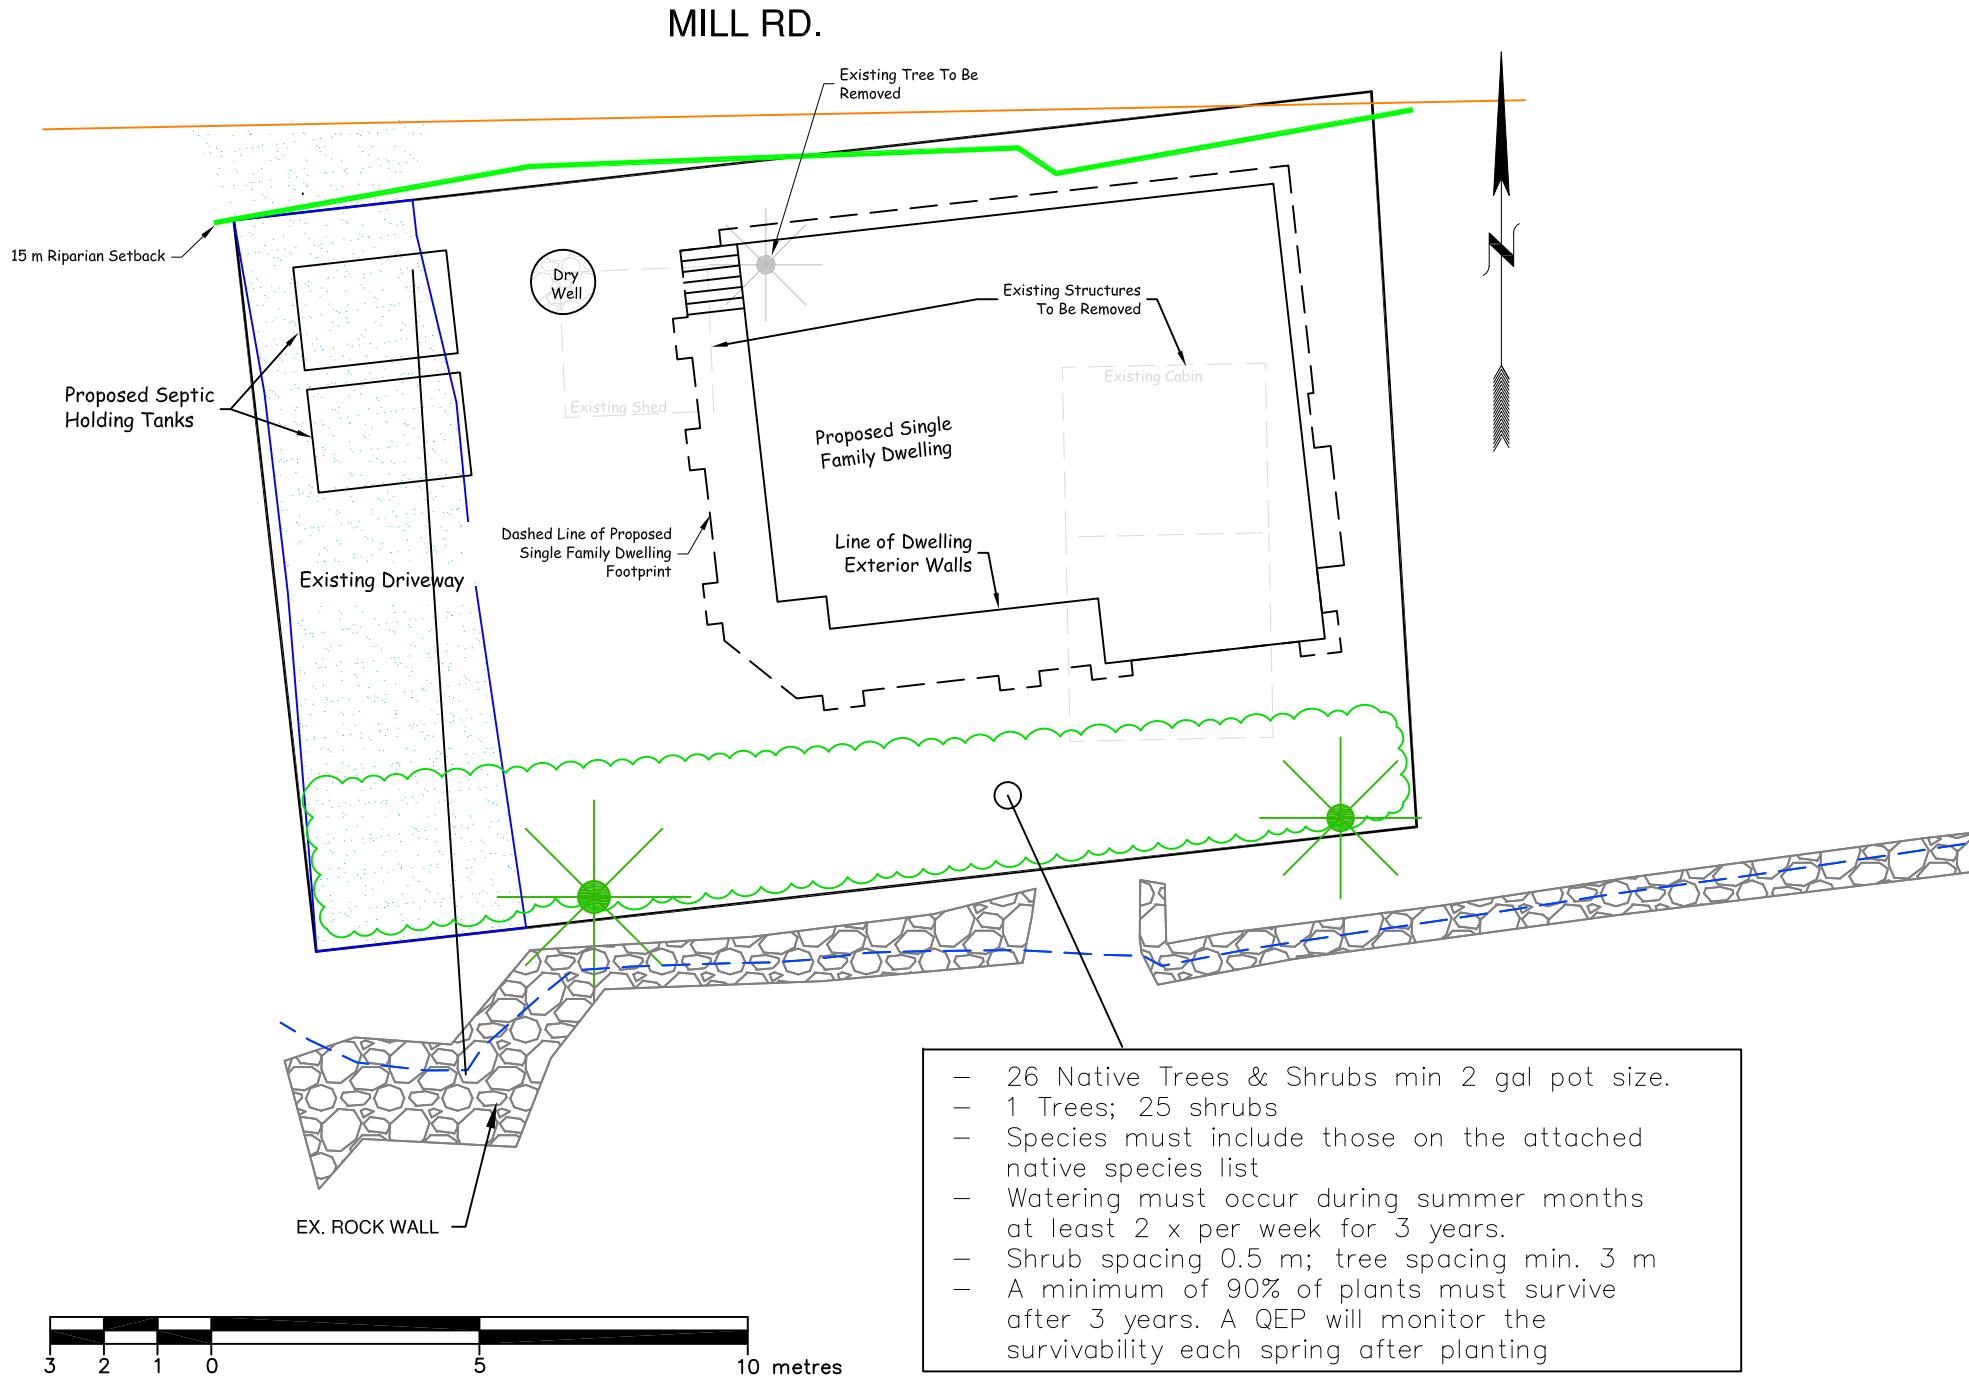 MILL RD.
Existing Tree To Be
Removed
15 m Riparian Setback
Dry
Well
Existing Structures
To Be Removed
Existing Cabin
Proposed Septic
Holding Tanks
Existing Shed
Proposed Single
Family Dwelling
Dashed Line of Proposed
Single Family Dwelling
Footprint
Line of Dwelling
Exterior Walls
Existing Driveway
N
- 26 Native Trees & Shrubs min 2 gal pot size.
- 1 Trees; 25 shrubs
- Species must include those on the attached
native species list
- Watering must occur during summer months
at least 2 x per week for 3 years.
- Shrub spacing 0.5 m; tree spacing min. 3 m
- A minimum of 90% of plants must survive
after 3 years. A QEP will monitor the
survivability each spring after planting
EX. ROCK WALL
3 2 1 0 5 10 metres